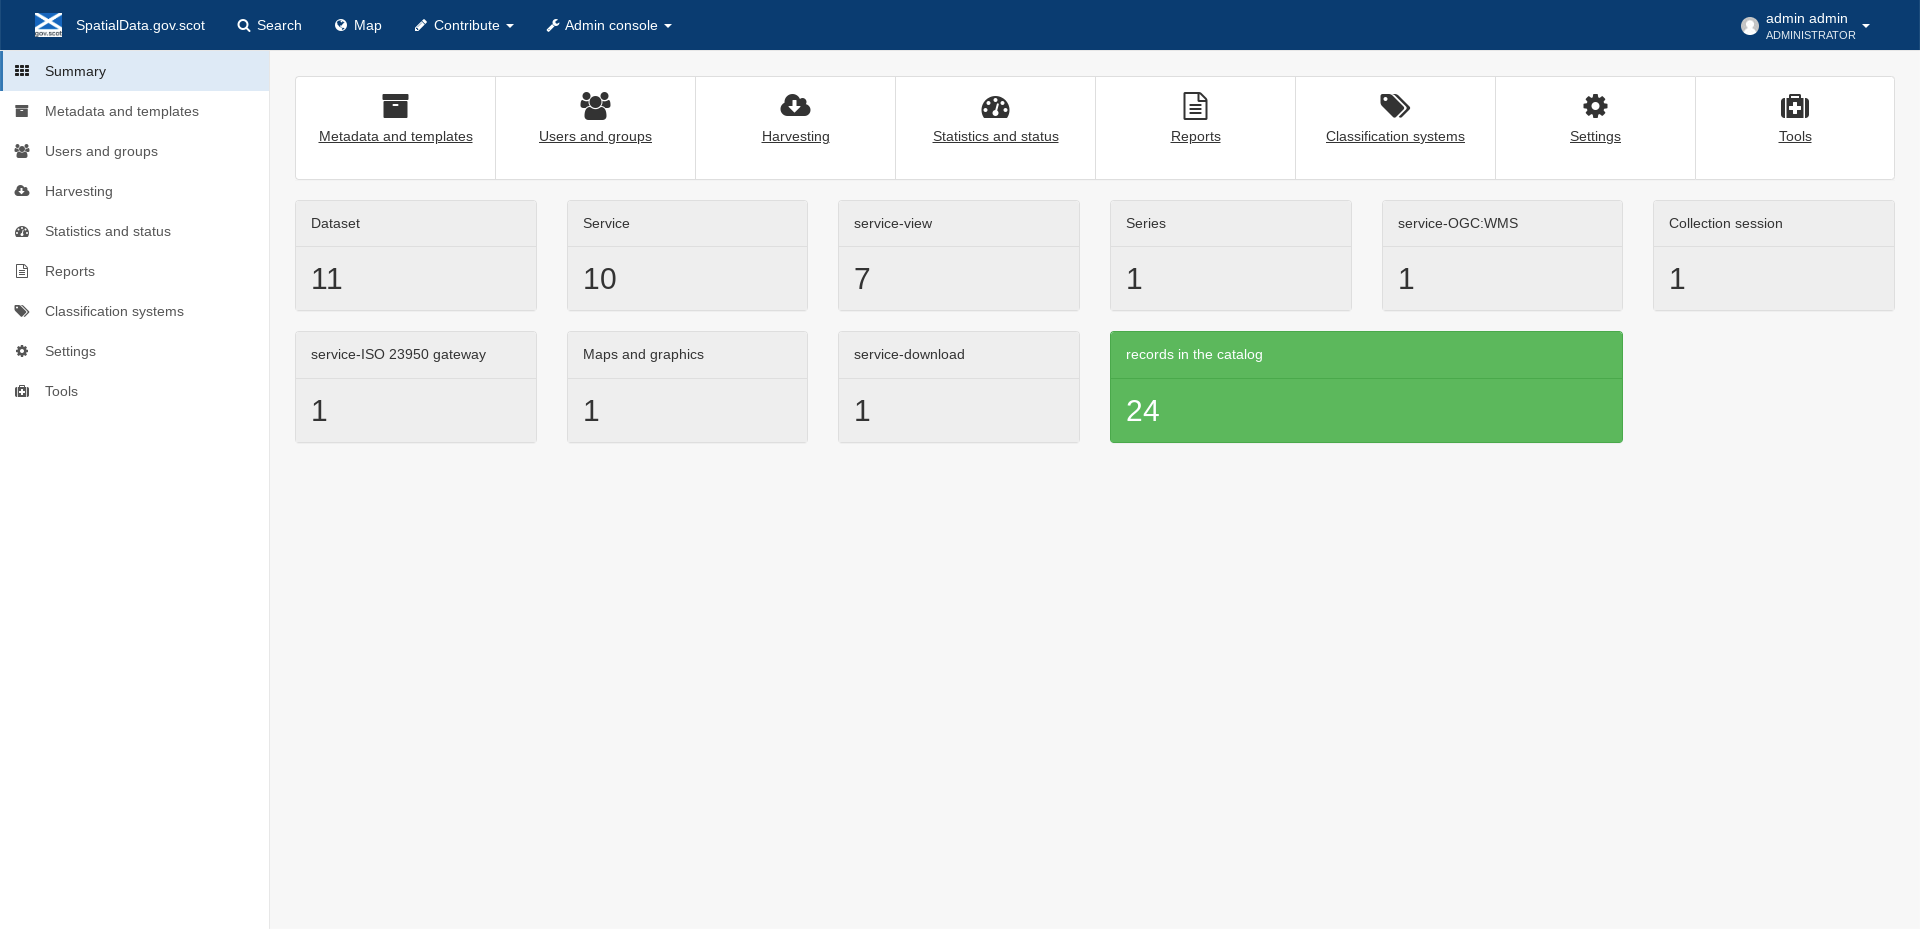 gov.scot
SpatialData.gov.scot
Search
Map
Contribute
Admin console
admin admin
ADMINISTRATOR
Summary
Metadata and templates
Users and groups
Harvesting
Statistics and status
Reports
Classification systems
Settings
Tools
Metadata and templates
Users and groups
Harvesting
Statistics and status
Reports
Classification systems
Settings
Tools
Dataset
11
Service
10
service-view
7
Series
1
service-OGC:WMS
1
Collection session
1
service-ISO 23950 gateway
1
Maps and graphics
1
service-download
1
records in the catalog
24